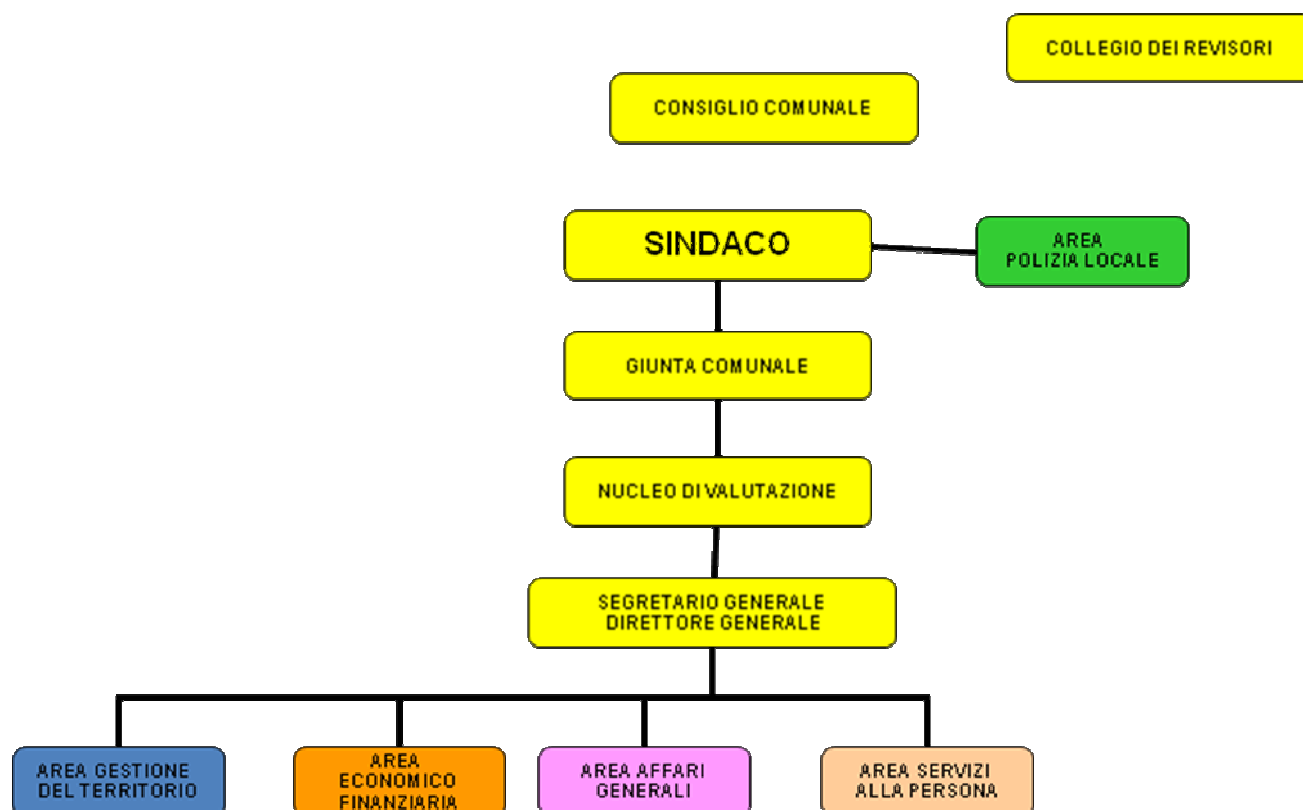 COLLEGIO DEI REVISORI
CONSIGLIO COMUNALE
SINDACO
AREA
POLIZIA LOCALE
GIUNTA COMUNALE
NUCLEO DI VALUTAZIONE
SEGRETARIO GENERALE
DIRETTORE GENERALE
AREA GESTIONE
DEL TERRITORIO
AREA
ECONOMICO
FINANZIARIA
AREA AFFARI
GENERALI
AREA SERVIZI
ALLA PERSONA